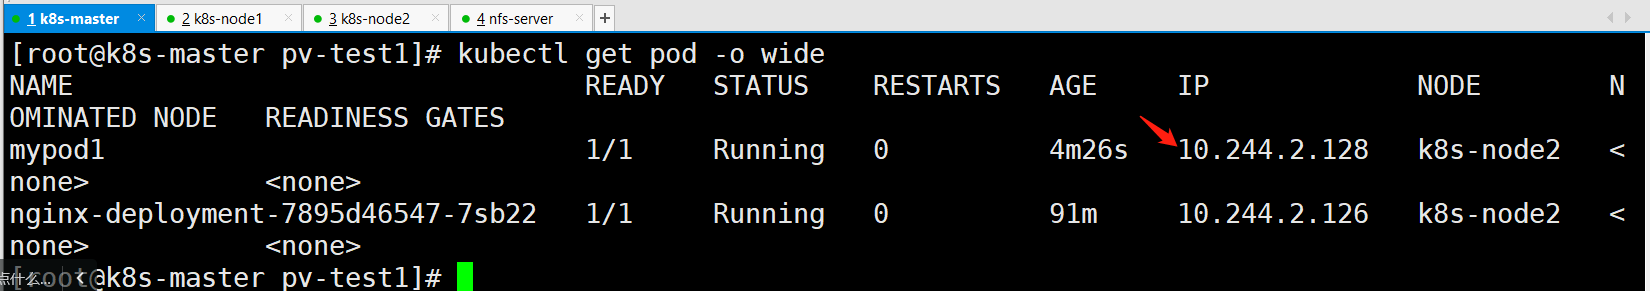 1 k8s-master × 2 k8s-node1 × 3 k8s-node2 × 4 nfs-server × +
[root@k8s-master pv-test1]# kubectl get pod -o wide
NAME                                READY   STATUS    RESTARTS   AGE     IP             NODE        N
OMINATED NODE   READINESS GATES
mypod1                              1/1     Running   0          4m26s   10.244.2.128   k8s-node2   <
none>           <none>
nginx-deployment-7895d46547-7sb22   1/1     Running   0          91m     10.244.2.126   k8s-node2   <
none>           <none>
[root@k8s-master pv-test1]#
点什么...